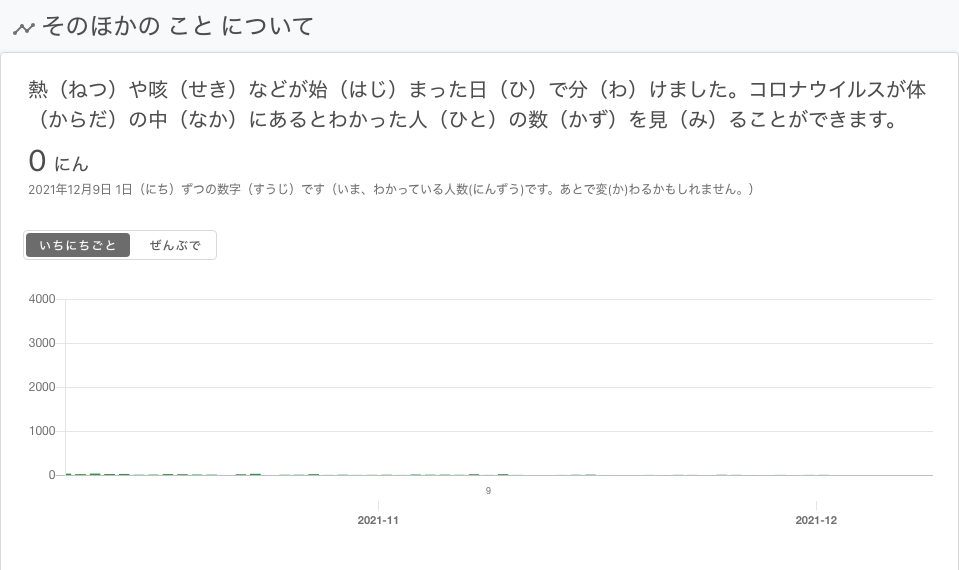 そのほかの こと について
熱（ねつ）や咳（せき）などが始（はじ）まった日（ひ）で分（わ）けました。コロナウイルスが体
（からだ）の中（なか）にあるとわかった人（ひと）の数（かず）を見（み）ることができます。
0 にん
2021年12月9日 1日（にち）ずつの数字（すうじ）です（いま、わかっている人数(にんずう)です。あとで変(か)わるかもしれません。）
いちにちごと ぜんぶで
4000
3000
2000
1000
0
9
2021-11 2021-12